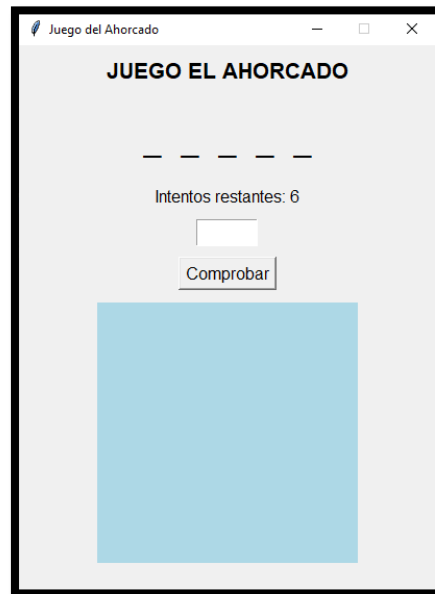 Juego del Ahorcado
JUEGO EL AHORCADO
_ _ _ _ _
Intentos restantes: 6
Comprobar